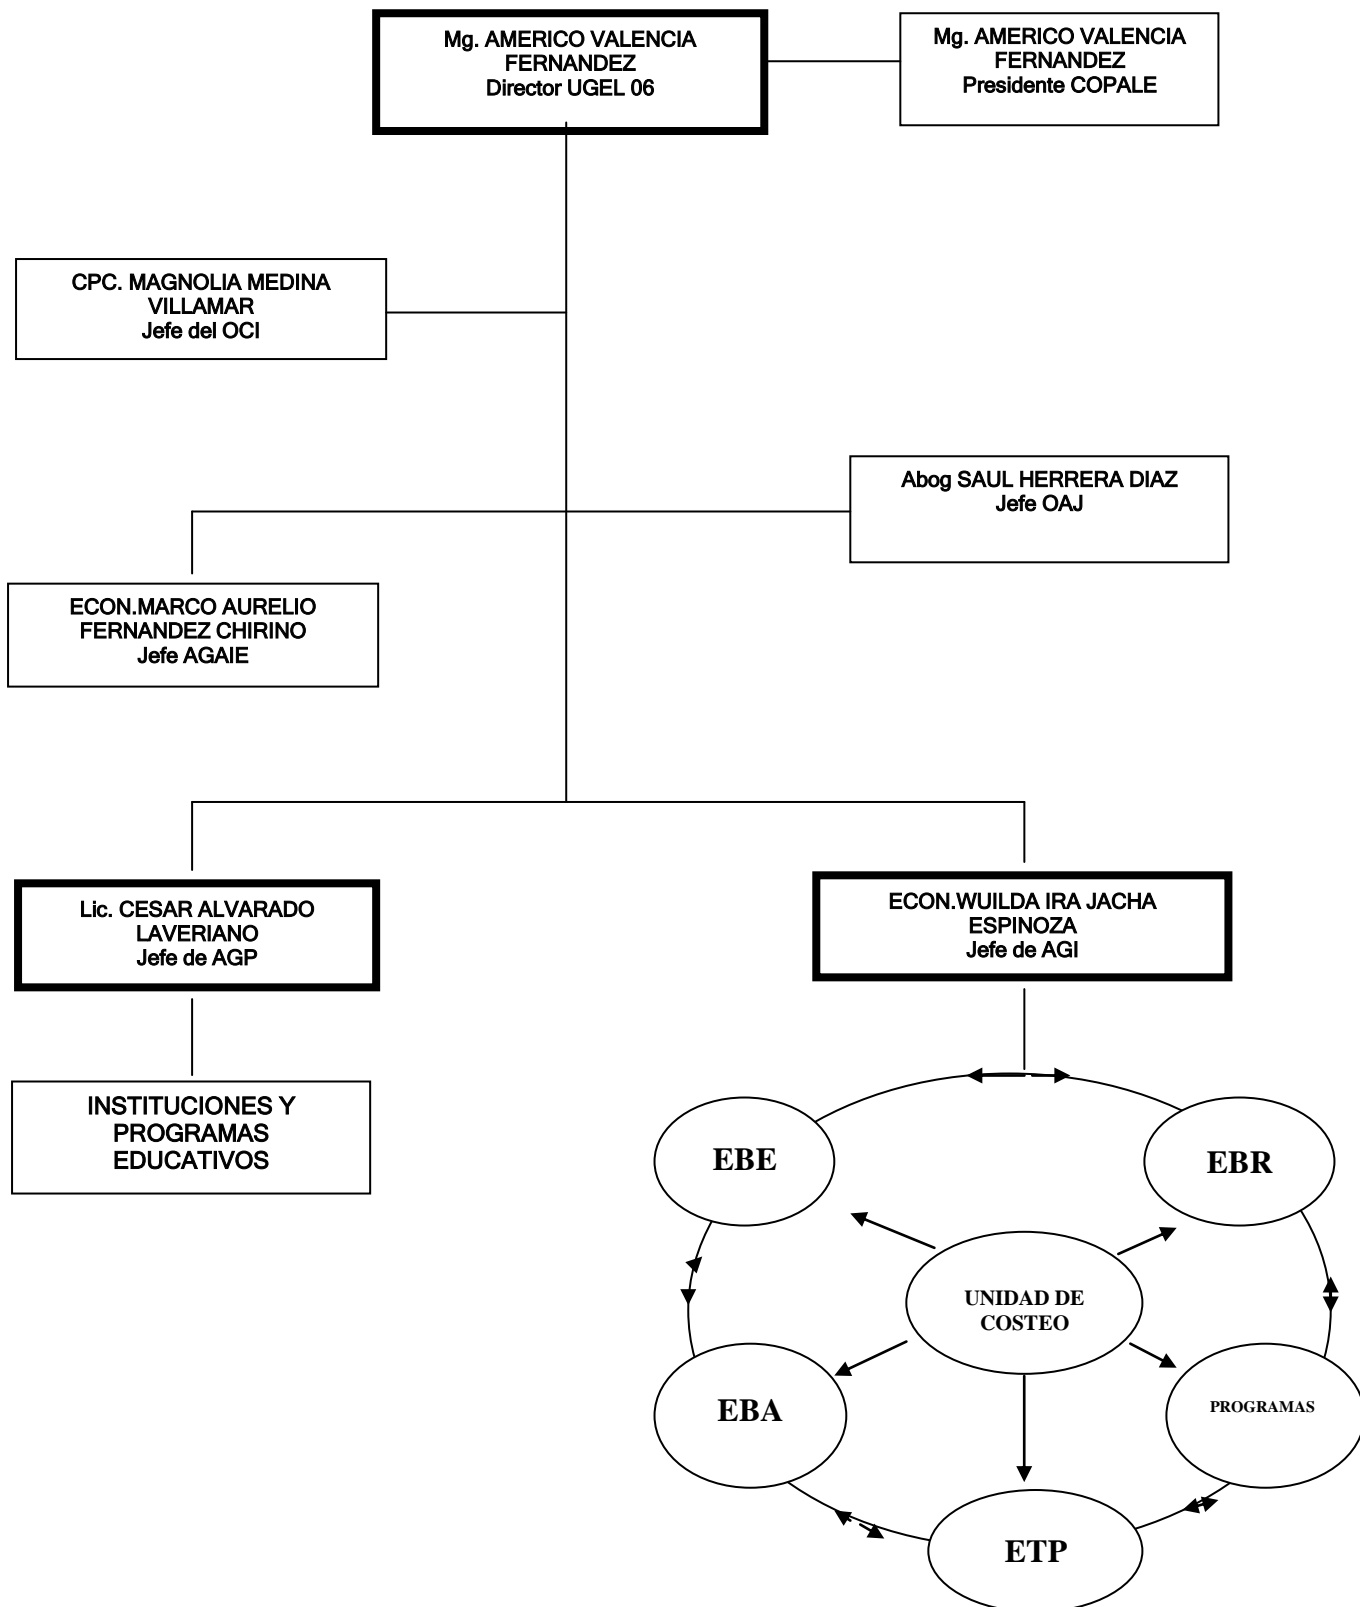 Mg. AMERICO VALENCIA
FERNANDEZ
Director UGEL 06
Mg. AMERICO VALENCIA
FERNANDEZ
Presidente COPALE
CPC. MAGNOLIA MEDINA
VILLAMAR
Jefe del OCI
Abog SAUL HERRERA DIAZ
Jefe OAJ
ECON.MARCO AURELIO
FERNANDEZ CHIRINO
Jefe AGAIE
Lic. CESAR ALVARADO
LAVERIANO
Jefe de AGP
ECON.WUILDA IRA JACHA
ESPINOZA
Jefe de AGI
INSTITUCIONES Y
PROGRAMAS
EDUCATIVOS
EBE
EBR
UNIDAD DE
COSTEO
EBA
PROGRAMAS
ETP